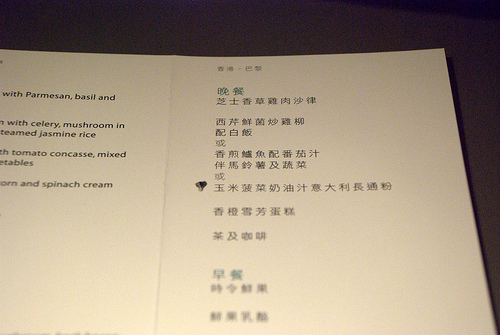 with Parmesan, basil and
with celery, mushroom in
steamed jasmine rice
with tomato concasse, mixed
vegetables
corn and spinach cream
香港 - 巴黎
晚餐
芝士香草雞肉沙律
西芹鮮菌炒雞柳
配白飯
或
香煎鱸魚配番茄汁
伴馬鈴薯及蔬菜
或
玉米菠菜奶油汁意大利長通粉
香橙雪芳蛋糕
茶及咖啡
早餐
時令鮮果
鮮果乳酪